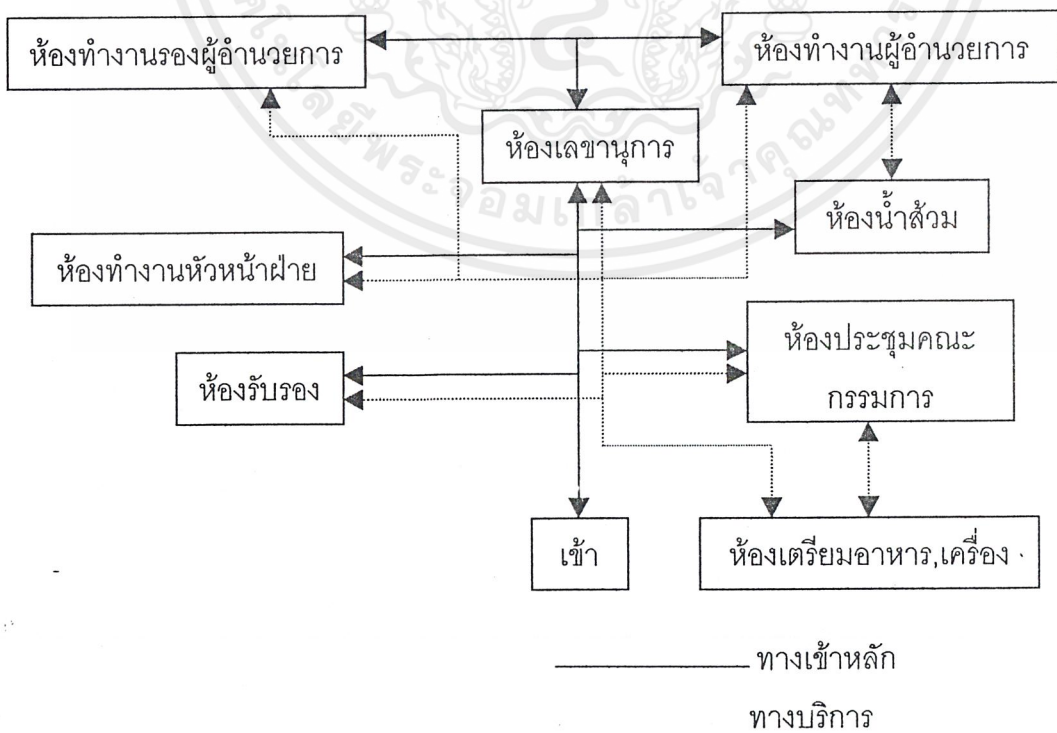 ห้องทำงานรองผู้อำนวยการ
ห้องทำงานผู้อำนวยการ
ห้องเลขานุการ
ห้องน้ำส้วม
ห้องทำงานหัวหน้าฝ่าย
ห้องประชุมคณะ
กรรมการ
ห้องรับรอง
เข้า
ห้องเตรียมอาหาร,เครื่อง
ทางเข้าหลัก
ทางบริการ